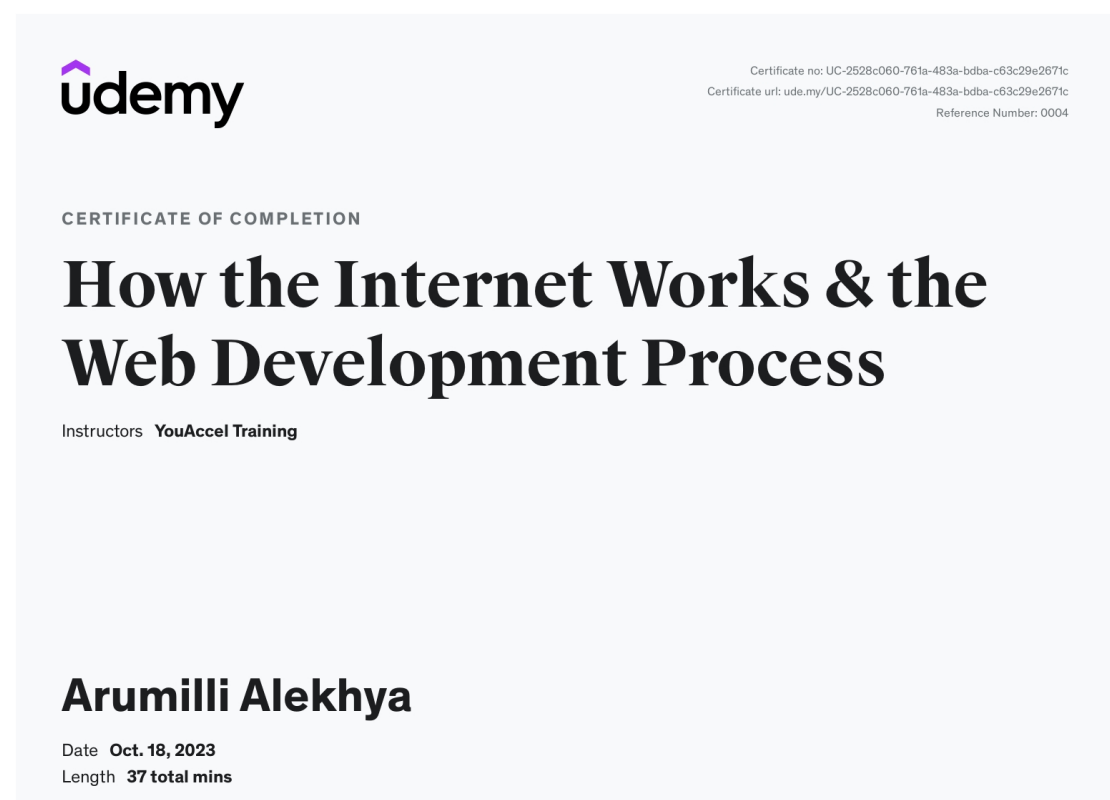 udemy
Certificate no: UC-2528c060-761a-483a-bdba-c63c29e2671c
Certificate url: ude.my/UC-2528c060-761a-483a-bdba-c63c29e2671c
Reference Number: 0004
CERTIFICATE OF COMPLETION
How the Internet Works & the
Web Development Process
Instructors YouAccel Training
Arumilli Alekhya
Date Oct. 18, 2023
Length 37 total mins